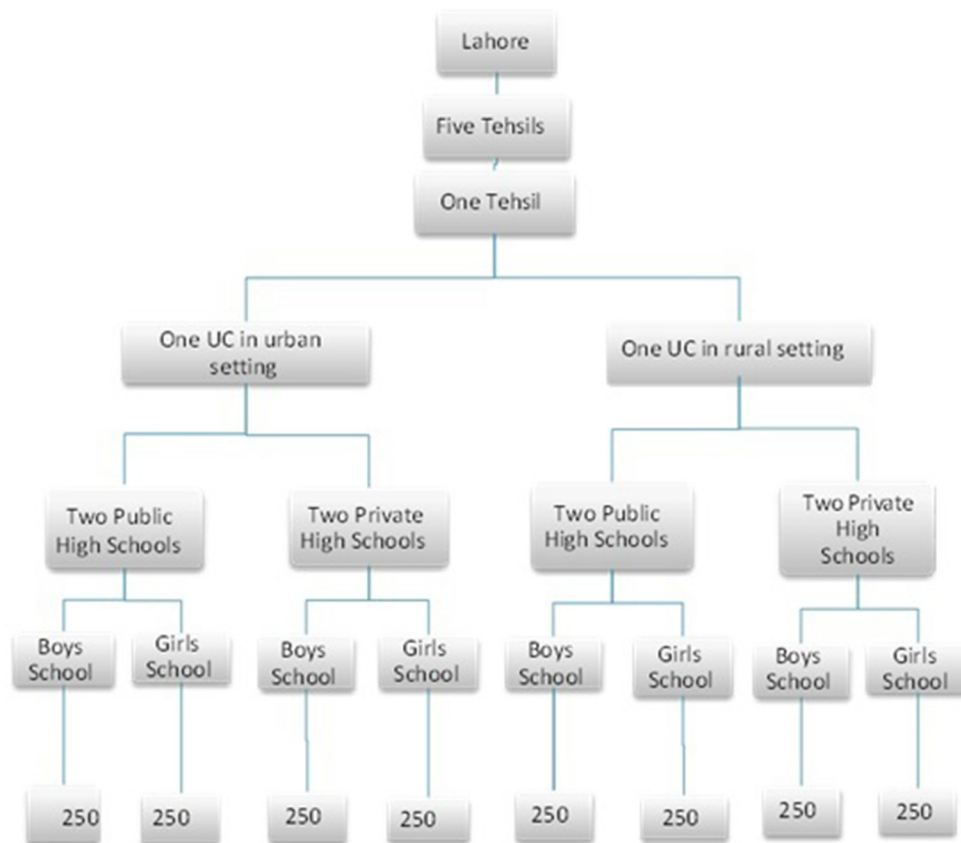 Lahore
Five Tehsils
One Tehsil
One UC in urban
setting
One UC in rural setting
Two Public
High Schools
Two Private
High Schools
Two Public
High Schools
Two Private
High
Schools
Boys
School
Girls
School
Boys
School
Girls
School
Boys
School
Girls
School
Boys
School
Girls
School
250
250
250
250
250
250
250
250